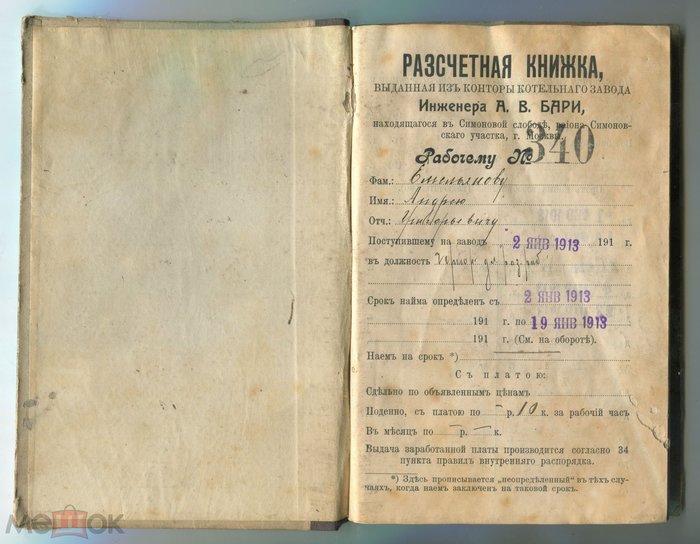 РАЗСЧЕТНАЯ КНИЖКА,
ВЫДАННАЯ ИЗЪ КОНТОРЫ КОТЕЛЬНАГО ЗАВОДА
Инженера А. В. БАРИ,
находящагося въ Симоновой слободѣ, раіона Симонов-
скаго участка, г. Москвы.
Рабочему № 340
Фам.: Емельянову
Имя.: Андрею
Отч.: Григорьевичу
Поступившему на заводъ 2 ЯНВ 1913 191 г.
въ должность
Срокъ найма опредѣленъ съ 2 ЯНВ 1913
191 г. по 19 ЯНВ 1913
191 г. (См. на оборотѣ).
Наемъ на срокъ *)
Съ платою:
Сдѣльно по объявленнымъ цѣнамъ
Поденно, съ платою по — р. 10 к. за рабочій часъ
Въ мѣсяцъ по — р. — к.
Выдача заработанной платы производится согласно 34
пункта правилъ внутренняго распорядка.
*) Здѣсь прописывается „неопредѣленный" въ тѣхъ слу-
чаяхъ, когда наемъ заключенъ на таковой срокъ.
мешок